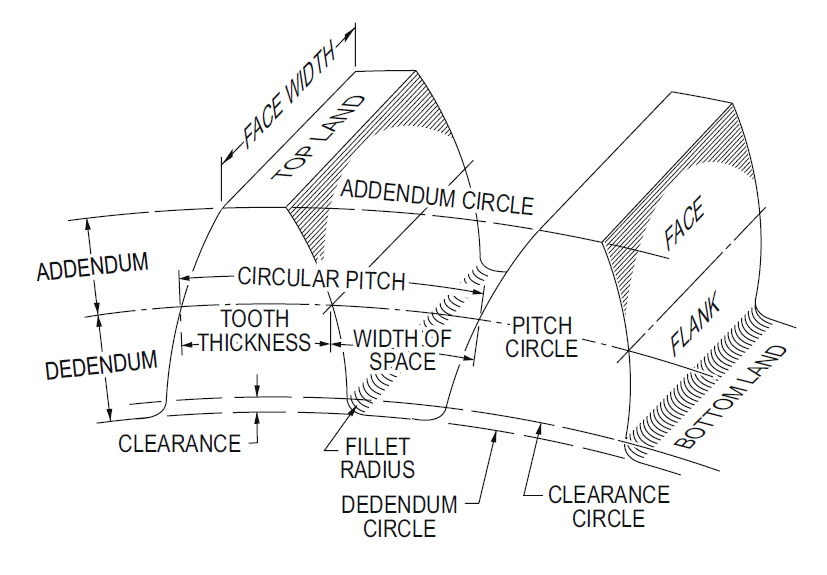 FACE WIDTH
TOP LAND
ADDENDUM CIRCLE
ADDENDUM
CIRCULAR PITCH
FACE
TOOTH
THICKNESS
WIDTH OF
SPACE
PITCH
CIRCLE
FLANK
DEDENDUM
BOTTOM LAND
CLEARANCE
FILLET
RADIUS
DEDENDUM
CIRCLE
CLEARANCE
CIRCLE